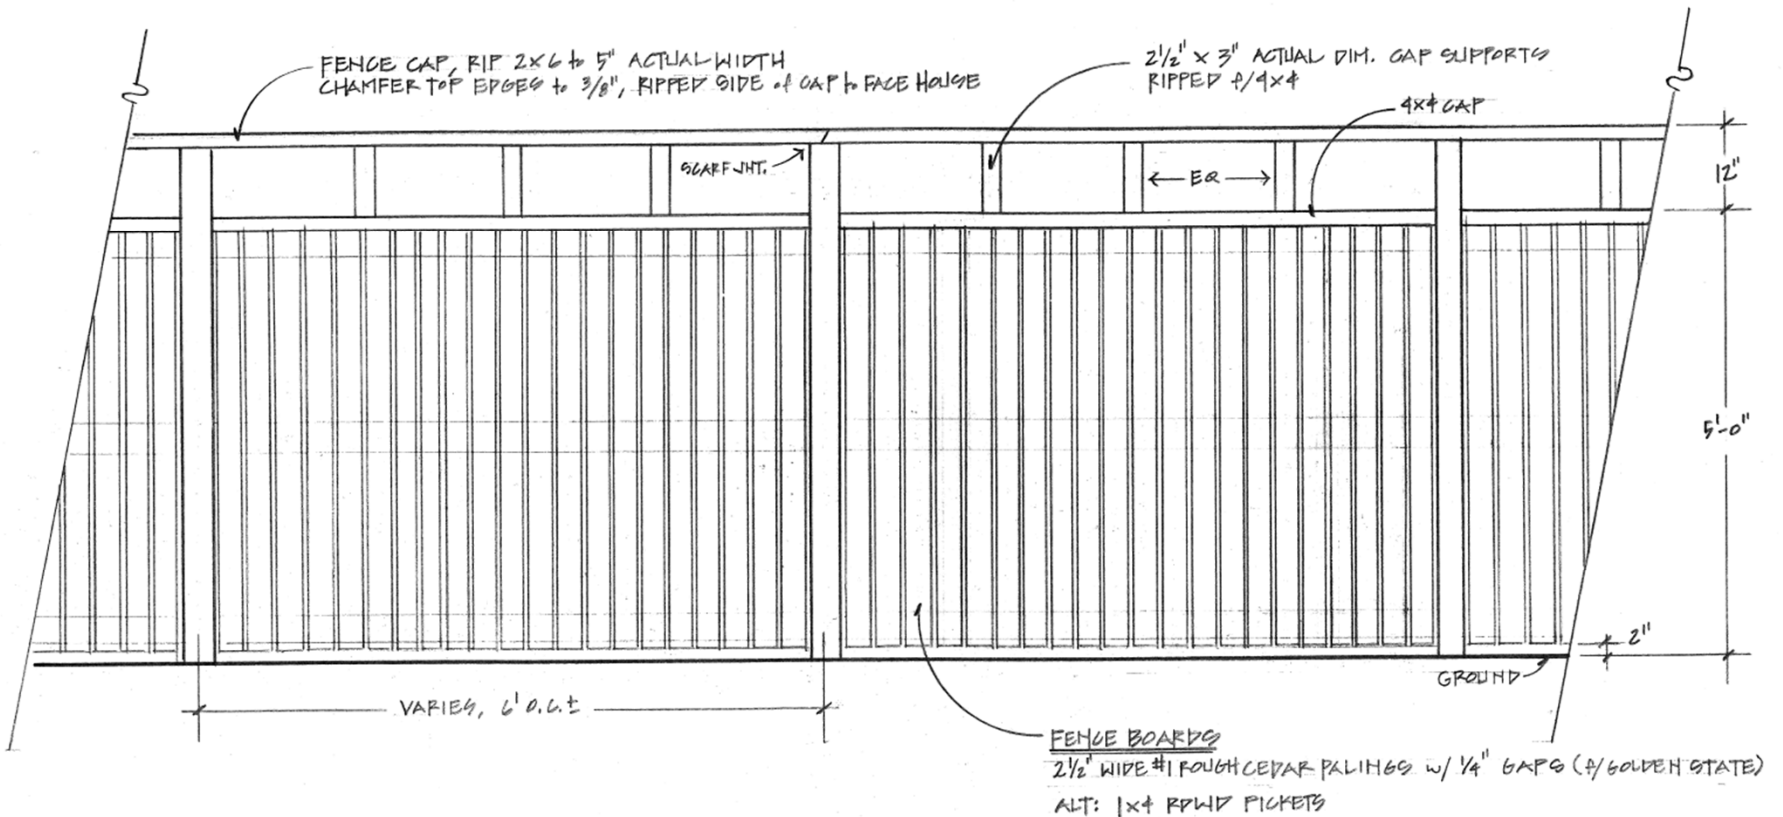 FENCE CAP, RIP 2x6 to 5" ACTUAL WIDTH
CHAMFER TOP EDGES to 3/8", RIPPED SIDE of CAP to FACE HOUSE
2 1/2" x 3" ACTUAL DIM. CAP SUPPORTS
RIPPED f/4x4
4x4 CAP
SCARF JNT.
EQ
12"
5'-0"
2"
GROUND
VARIES, 6' O.C.±
FENCE BOARDS
2 1/2" WIDE #1 ROUGH CEDAR PALINGS w/ 1/4" GAPS (f/GOLDEN STATE)
ALT: 1x4 RDWD PICKETS